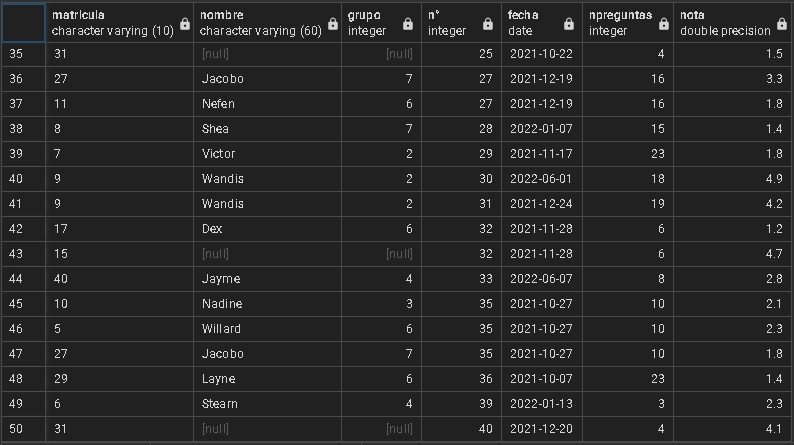 matricula nombre grupo n° fecha npreguntas nota
character varying (10) character varying (60) integer integer date integer double precision
35 31 [null] [null] 25 2021-10-22 4 1.5
36 27 Jacobo 7 27 2021-12-19 16 3.3
37 11 Nefen 6 27 2021-12-19 16 1.8
38 8 Shea 7 28 2022-01-07 15 1.4
39 7 Victor 2 29 2021-11-17 23 1.8
40 9 Wandis 2 30 2022-06-01 18 4.9
41 9 Wandis 2 31 2021-12-24 19 4.2
42 17 Dex 6 32 2021-11-28 6 1.2
43 15 [null] [null] 32 2021-11-28 6 4.7
44 40 Jayme 4 33 2022-06-07 8 2.8
45 10 Nadine 3 35 2021-10-27 10 2.1
46 5 Willard 6 35 2021-10-27 10 2.3
47 27 Jacobo 7 35 2021-10-27 10 1.8
48 29 Layne 6 36 2021-10-07 23 1.4
49 6 Stearn 4 39 2022-01-13 3 2.3
50 31 [null] [null] 40 2021-12-20 4 4.1